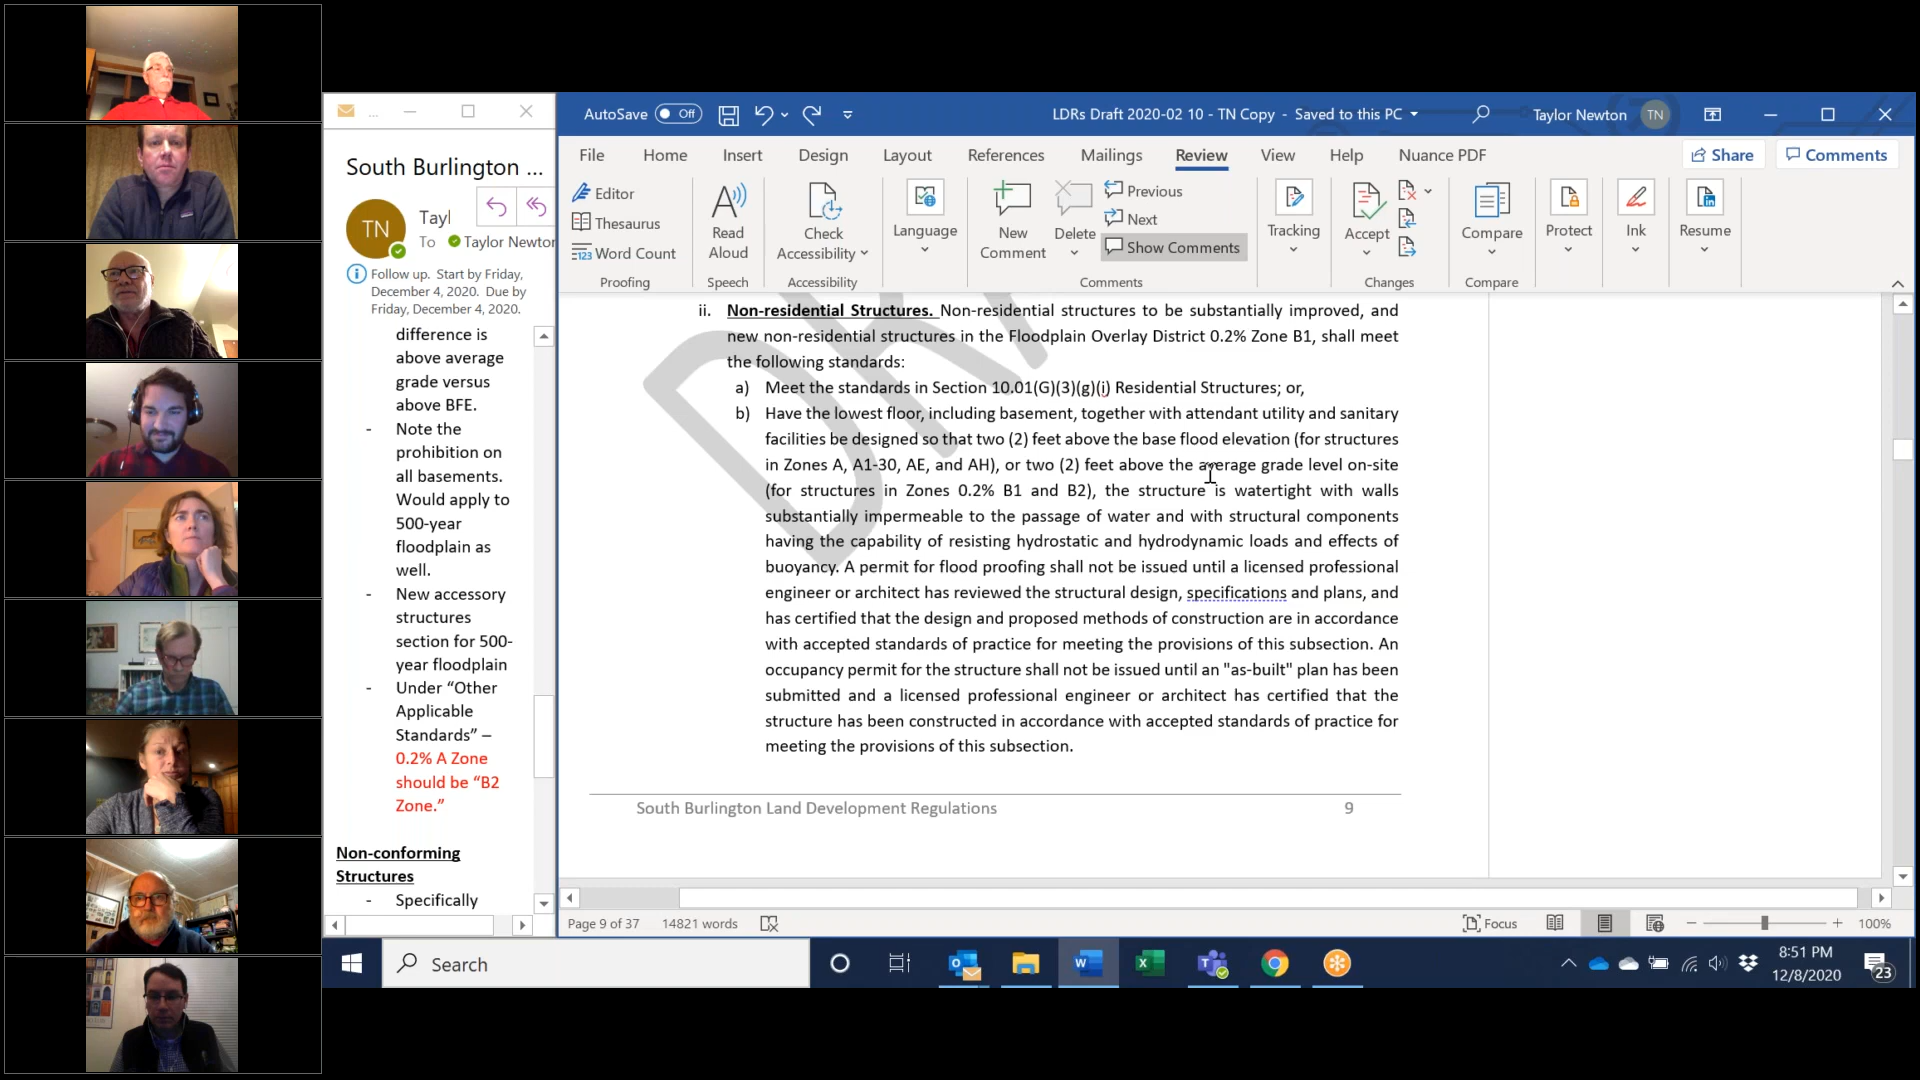 ...
South Burlington ...
TN
Tayl
To Taylor Newtor
Follow up. Start by Friday,
December 4, 2020. Due by
Friday, December 4, 2020.
difference is
above average
grade versus
above BFE.
- Note the
prohibition on
all basements.
Would apply to
500-year
floodplain as
well.
- New accessory
structures
section for 500-
year floodplain
- Under “Other
Applicable
Standards” –
0.2% A Zone
should be “B2
Zone.”
Non-conforming
Structures
- Specifically
AutoSave Off
LDRs Draft 2020-02 10 - TN Copy - Saved to this PC
Taylor Newton TN
File Home Insert Design Layout References Mailings Review View Help Nuance PDF Share Comments
Editor
Thesaurus
123 Word Count
Proofing
Read
Aloud
Speech
Check
Accessibility
Accessibility
Language
New
Comment
Delete
Previous
Next
Show Comments
Comments
Tracking
Accept
Changes
Compare
Compare
Protect
Ink
Resume
DRA
ii. Non-residential Structures. Non-residential structures to be substantially improved, and
new non-residential structures in the Floodplain Overlay District 0.2% Zone B1, shall meet
the following standards:
a) Meet the standards in Section 10.01(G)(3)(g)(i) Residential Structures; or,
b) Have the lowest floor, including basement, together with attendant utility and sanitary
facilities be designed so that two (2) feet above the base flood elevation (for structures
in Zones A, A1-30, AE, and AH), or two (2) feet above the average grade level on-site
(for structures in Zones 0.2% B1 and B2), the structure is watertight with walls
substantially impermeable to the passage of water and with structural components
having the capability of resisting hydrostatic and hydrodynamic loads and effects of
buoyancy. A permit for flood proofing shall not be issued until a licensed professional
engineer or architect has reviewed the structural design, specifications and plans, and
has certified that the design and proposed methods of construction are in accordance
with accepted standards of practice for meeting the provisions of this subsection. An
occupancy permit for the structure shall not be issued until an "as-built" plan has been
submitted and a licensed professional engineer or architect has certified that the
structure has been constructed in accordance with accepted standards of practice for
meeting the provisions of this subsection.
South Burlington Land Development Regulations 9
Page 9 of 37 14821 words Focus 100%
Search
8:51 PM
12/8/2020
23